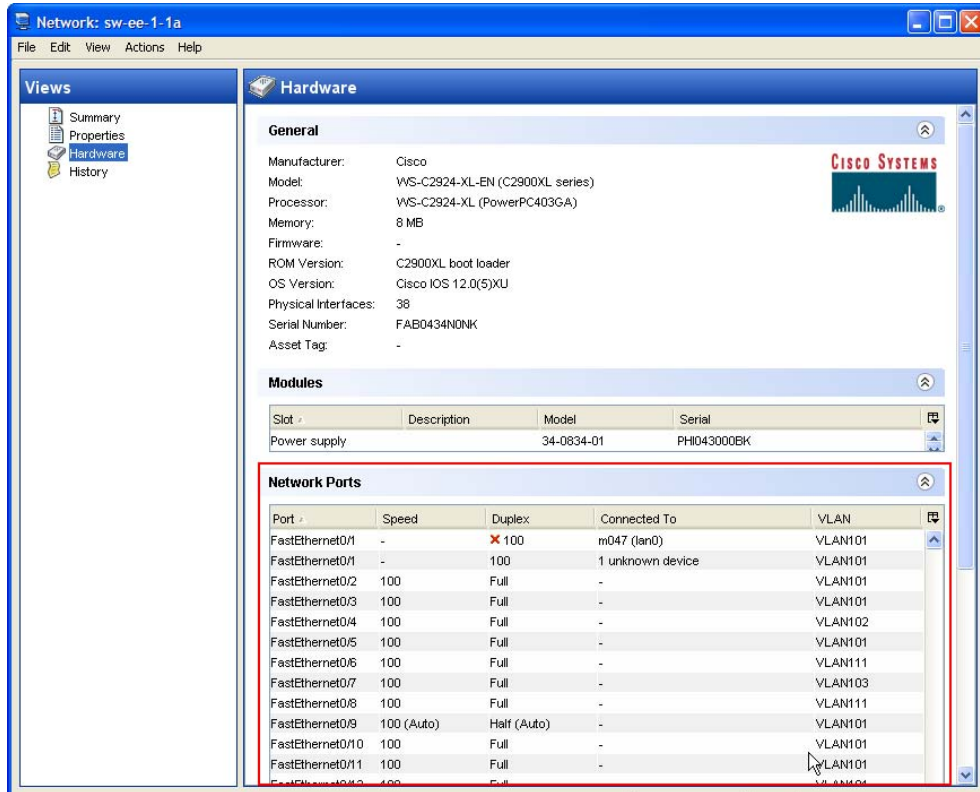 Network: sw-ee-1-1a
File Edit View Actions Help
Views
Summary
Properties
Hardware
History
Hardware
General
Manufacturer: Cisco
Model: WS-C2924-XL-EN (C2900XL series)
Processor: WS-C2924-XL (PowerPC403GA)
Memory: 8 MB
Firmware: -
ROM Version: C2900XL boot loader
OS Version: Cisco IOS 12.0(5)XU
Physical Interfaces: 38
Serial Number: FAB0434N0NK
Asset Tag: -
CISCO SYSTEMS
Modules
Slot Description Model Serial
Power supply 34-0834-01 PHI043000BK
Network Ports
Port Speed Duplex Connected To VLAN
FastEthernet0/1 - 100 m047 (lan0) VLAN101
FastEthernet0/1 - 100 1 unknown device VLAN101
FastEthernet0/2 100 Full - VLAN101
FastEthernet0/3 100 Full - VLAN101
FastEthernet0/4 100 Full - VLAN102
FastEthernet0/5 100 Full - VLAN101
FastEthernet0/6 100 Full - VLAN111
FastEthernet0/7 100 Full - VLAN103
FastEthernet0/8 100 Full - VLAN111
FastEthernet0/9 100 (Auto) Half (Auto) - VLAN101
FastEthernet0/10 100 Full - VLAN101
FastEthernet0/11 100 Full - VLAN101